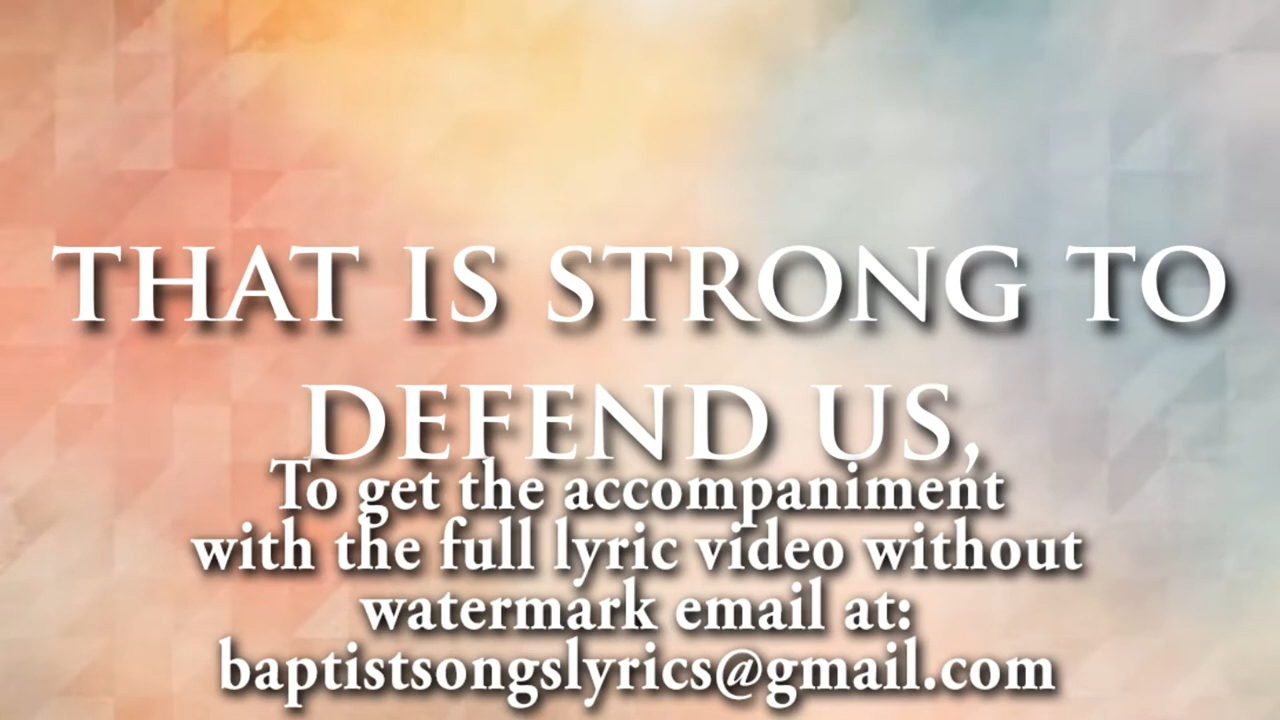 THAT IS STRONG TO
DEFEND US,
To get the accompaniment
with the full lyric video without
watermark email at:
baptistsongslyrics@gmail.com